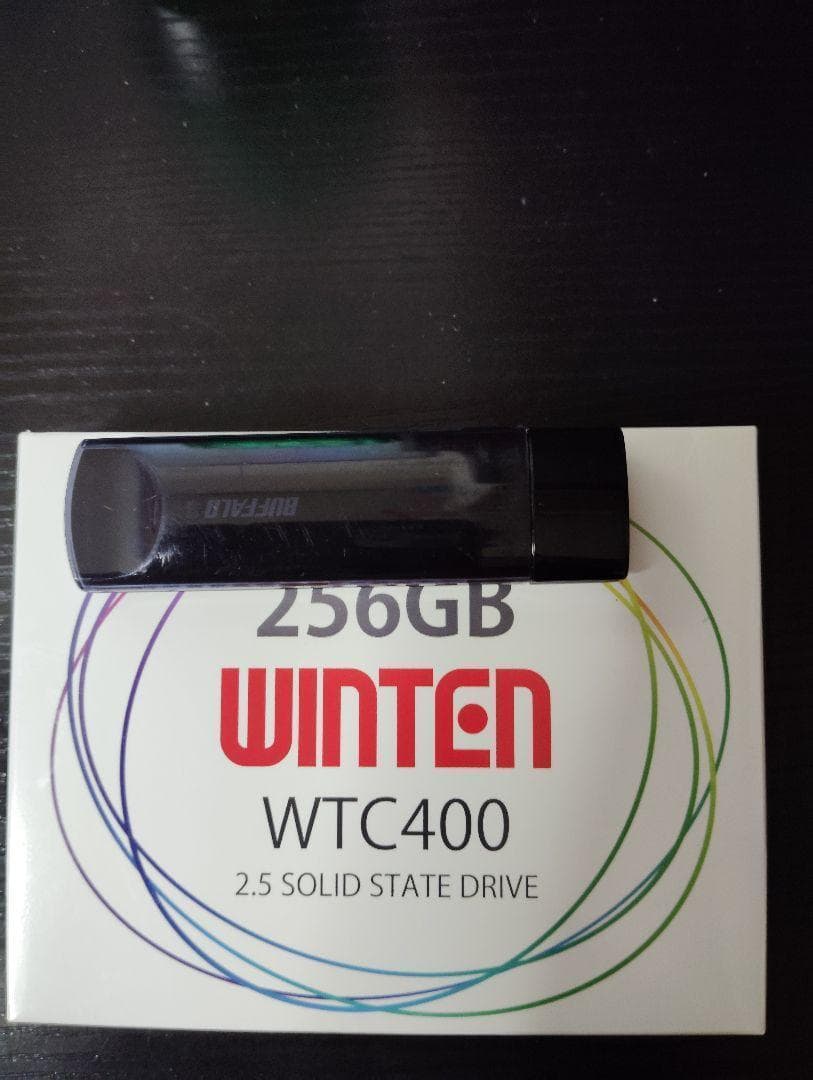 BUFFALO
256GB
WINTEN
WTC400
2.5 SOLID STATE DRIVE